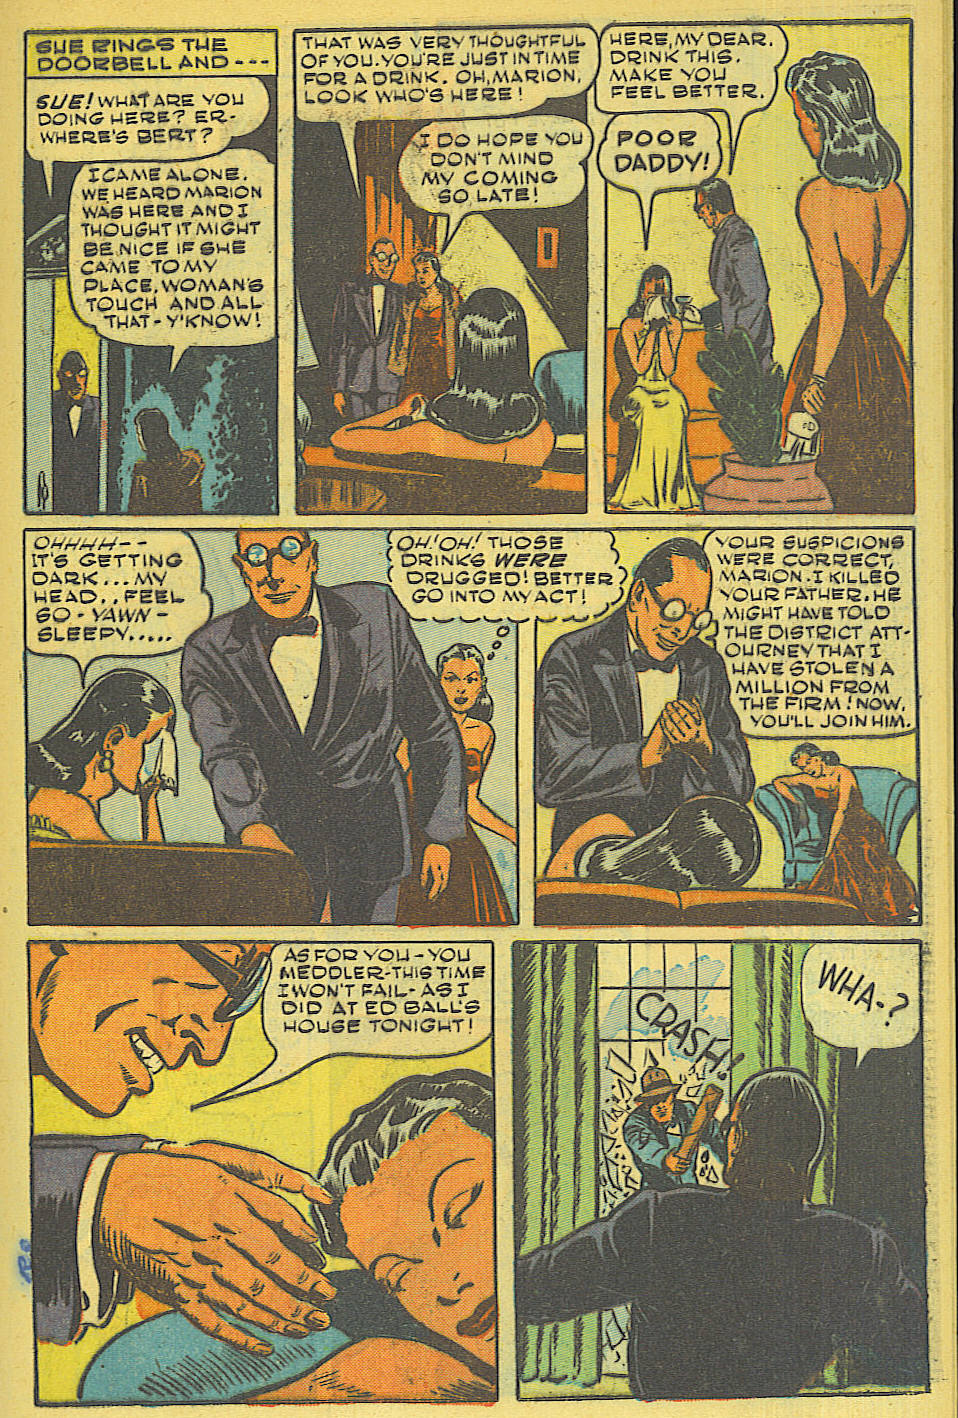 SHE RINGS THE
DOORBELL AND ---
SUE! WHAT ARE YOU
DOING HERE? ER-
WHERE'S BERT?
I CAME ALONE.
WE HEARD MARION
WAS HERE AND I
THOUGHT IT MIGHT
BE NICE IF SHE
CAME TO MY
PLACE, WOMAN'S
TOUCH AND ALL
THAT-Y'KNOW!
THAT WAS VERY THOUGHTFUL
OF YOU. YOU'RE JUST IN TIME
FOR A DRINK. OH, MARION,
LOOK WHO'S HERE!
I DO HOPE YOU
DON'T MIND
MY COMING
SO LATE!
HERE, MY DEAR.
DRINK THIS.
MAKE YOU
FEEL BETTER.
POOR
DADDY!
OHHHH--
IT'S GETTING
DARK... MY
HEAD.. FEEL
SO-YAWN-
SLEEPY.....
OH! OH! THOSE
DRINKS WERE
DRUGGED! BETTER
GO INTO MY ACT!
YOUR SUSPICIONS
WERE CORRECT,
MARION. I KILLED
YOUR FATHER. HE
MIGHT HAVE TOLD
THE DISTRICT ATT-
OURNEY THAT I
HAVE STOLEN A
MILLION FROM
THE FIRM! NOW,
YOU'LL JOIN HIM.
AS FOR YOU-YOU
MEDDLER-THIS TIME
I WON'T FAIL-AS I
DID AT ED BALL'S
HOUSE TONIGHT!
CRASH!
WHA-?